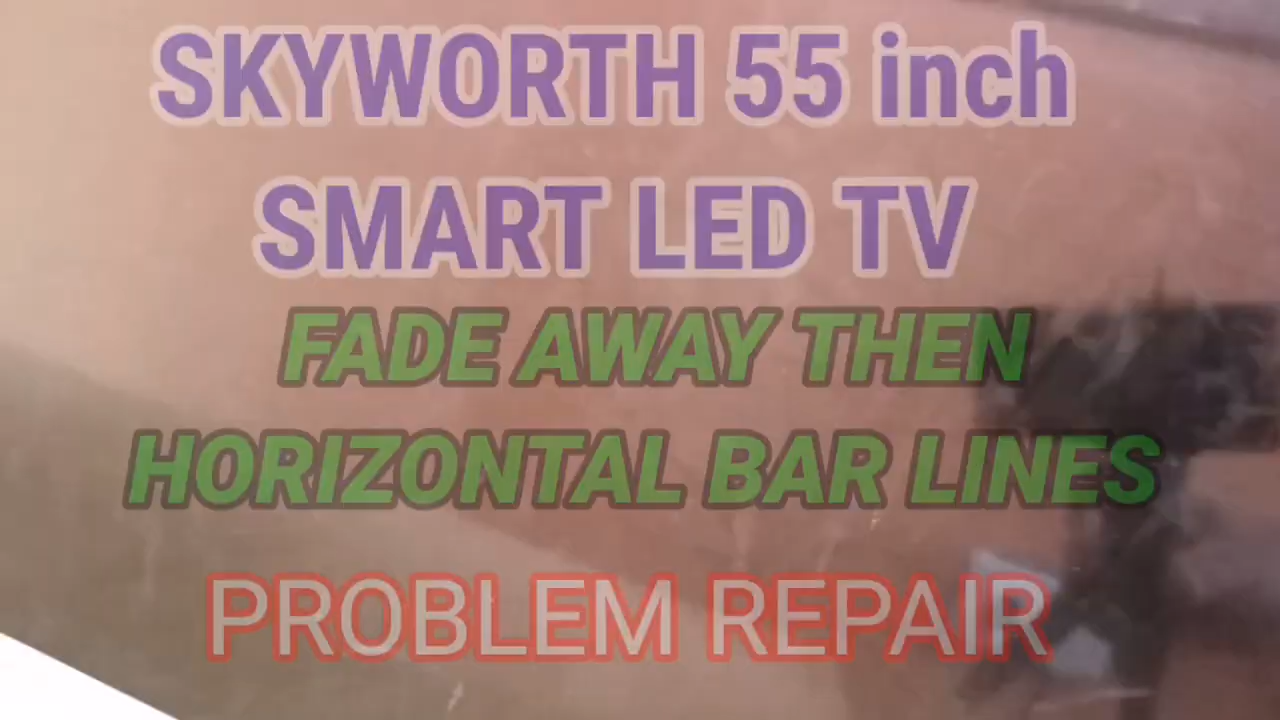 SKYWORTH 55 inch
SMART LED TV
FADE AWAY THEN
HORIZONTAL BAR LINES
PROBLEM REPAIR